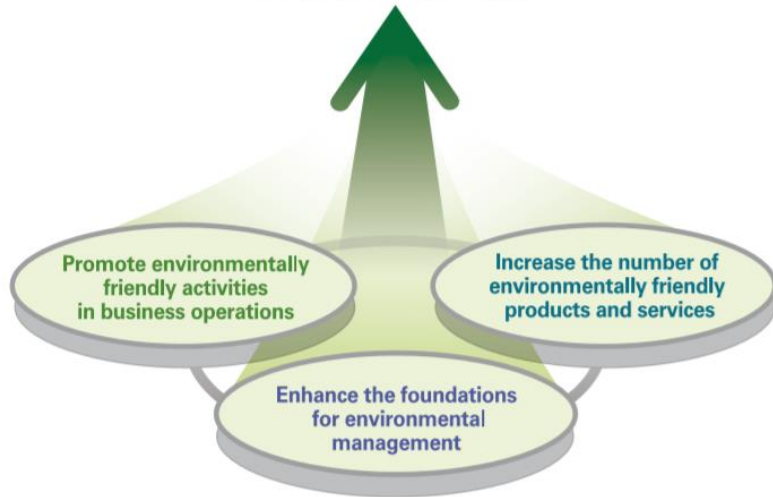 Promote environmentally
friendly activities
in business operations
Increase the number of
environmentally friendly
products and services
Enhance the foundations
for environmental
management